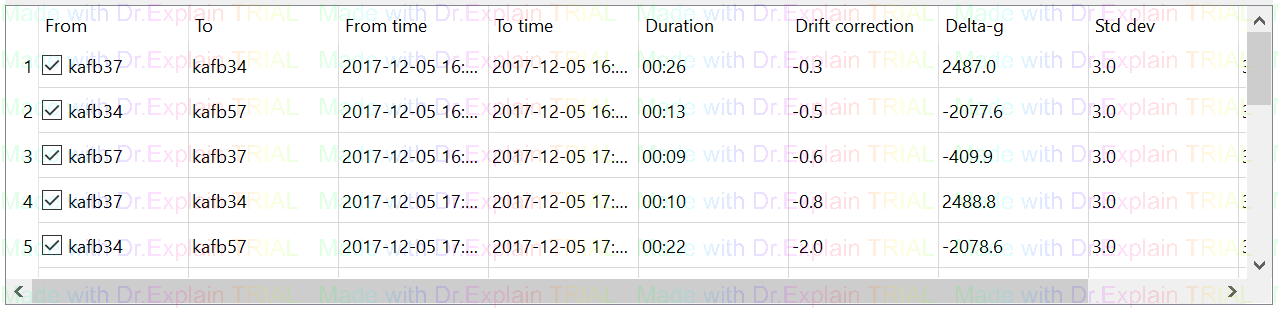 From To From time To time Duration Drift correction Delta-g Std dev
1 kafb37 kafb34 2017-12-05 16:... 2017-12-05 16:... 00:26 -0.3 2487.0 3.0
2 kafb34 kafb57 2017-12-05 16:... 2017-12-05 16:... 00:13 -0.5 -2077.6 3.0
3 kafb57 kafb37 2017-12-05 16:... 2017-12-05 17:... 00:09 -0.6 -409.9 3.0
4 kafb37 kafb34 2017-12-05 17:... 2017-12-05 17:... 00:10 -0.8 2488.8 3.0
5 kafb34 kafb57 2017-12-05 17:... 2017-12-05 17:... 00:22 -2.0 -2078.6 3.0
Made with Dr.Explain TRIAL